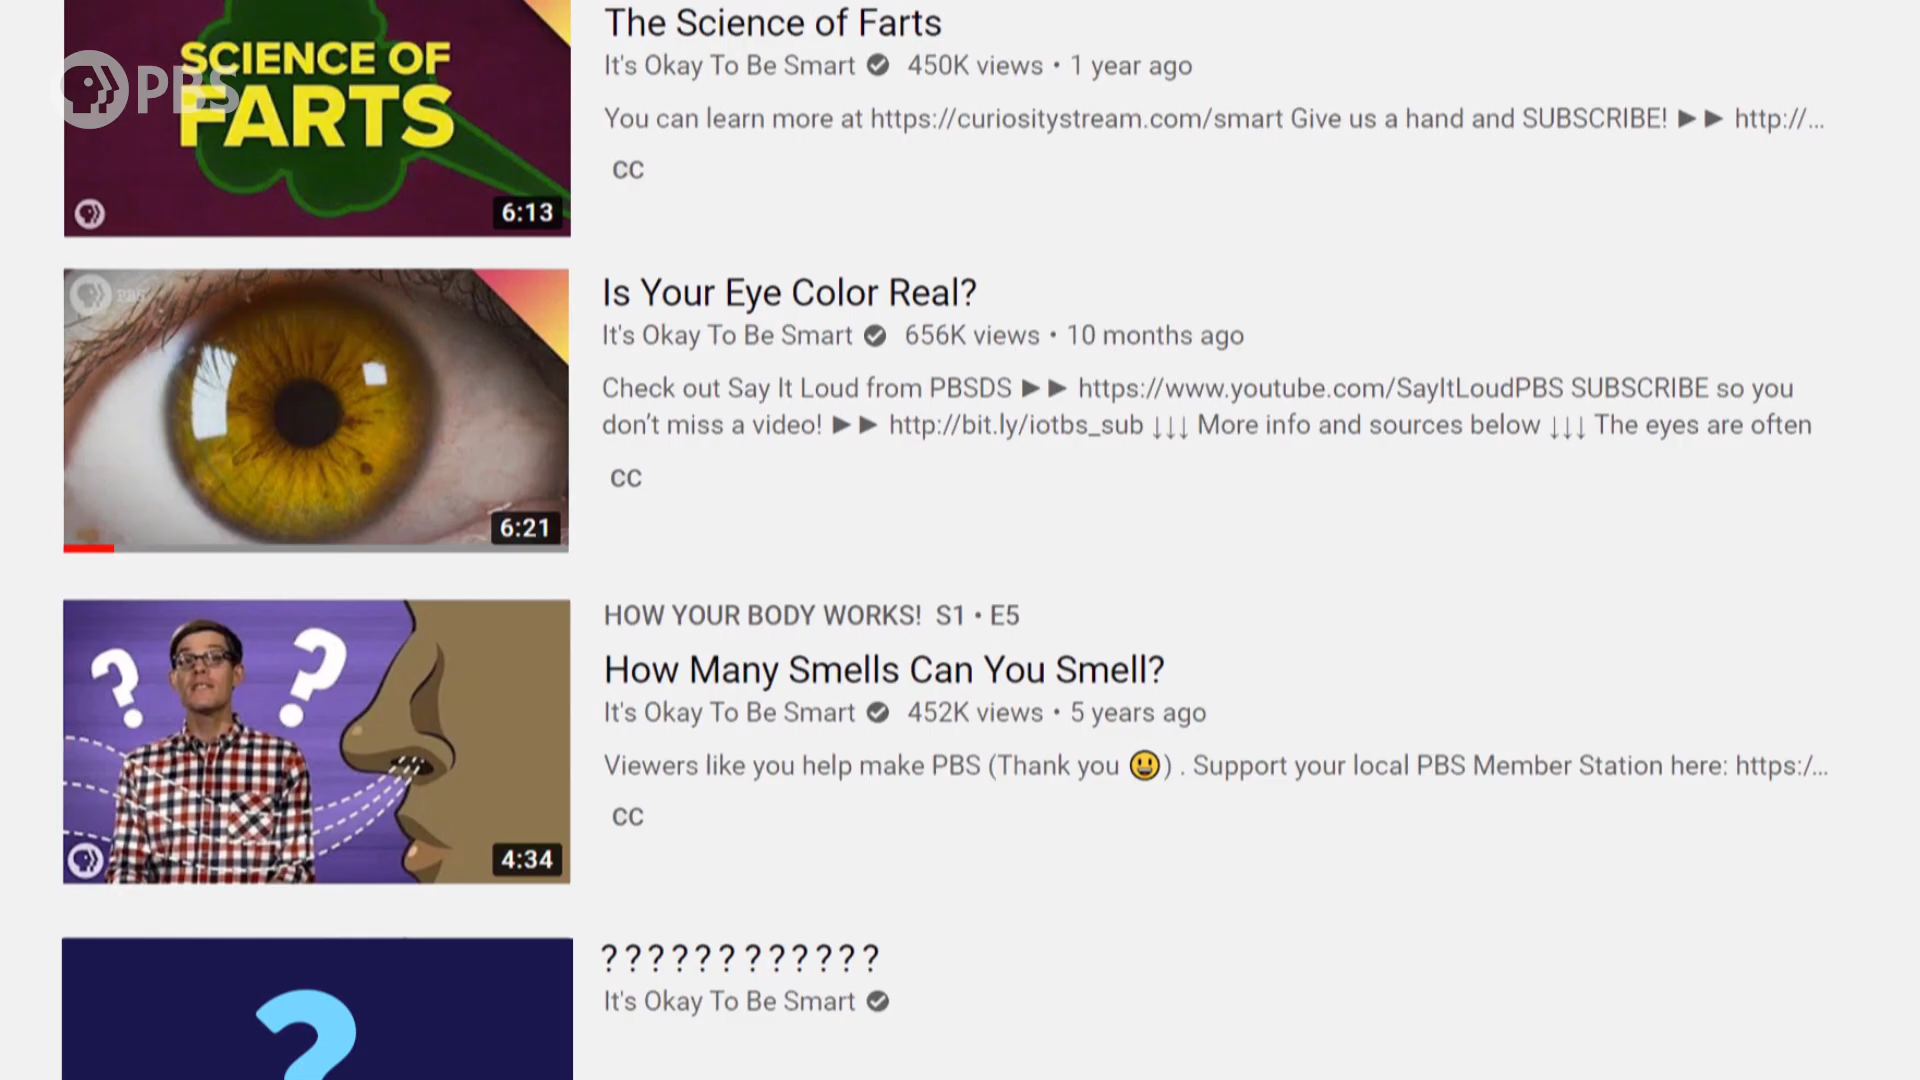 The Science of Farts
SCIENCE OF
FARTS
PBS
It's Okay To Be Smart 450K views • 1 year ago
You can learn more at https://curiositystream.com/smart Give us a hand and SUBSCRIBE! ►► http://...
CC
6:13
PBS
Is Your Eye Color Real?
It's Okay To Be Smart 656K views • 10 months ago
Check out Say It Loud from PBSDS ►► https://www.youtube.com/SayItLoudPBS SUBSCRIBE so you
don't miss a video! ►► http://bit.ly/iotbs_sub ↓↓↓ More info and sources below ↓↓↓ The eyes are often
CC
6:21
HOW YOUR BODY WORKS! S1 • E5
How Many Smells Can You Smell?
It's Okay To Be Smart 452K views • 5 years ago
Viewers like you help make PBS (Thank you 😃) . Support your local PBS Member Station here: https:/...
CC
? ?
4:34
????????????
It's Okay To Be Smart
?